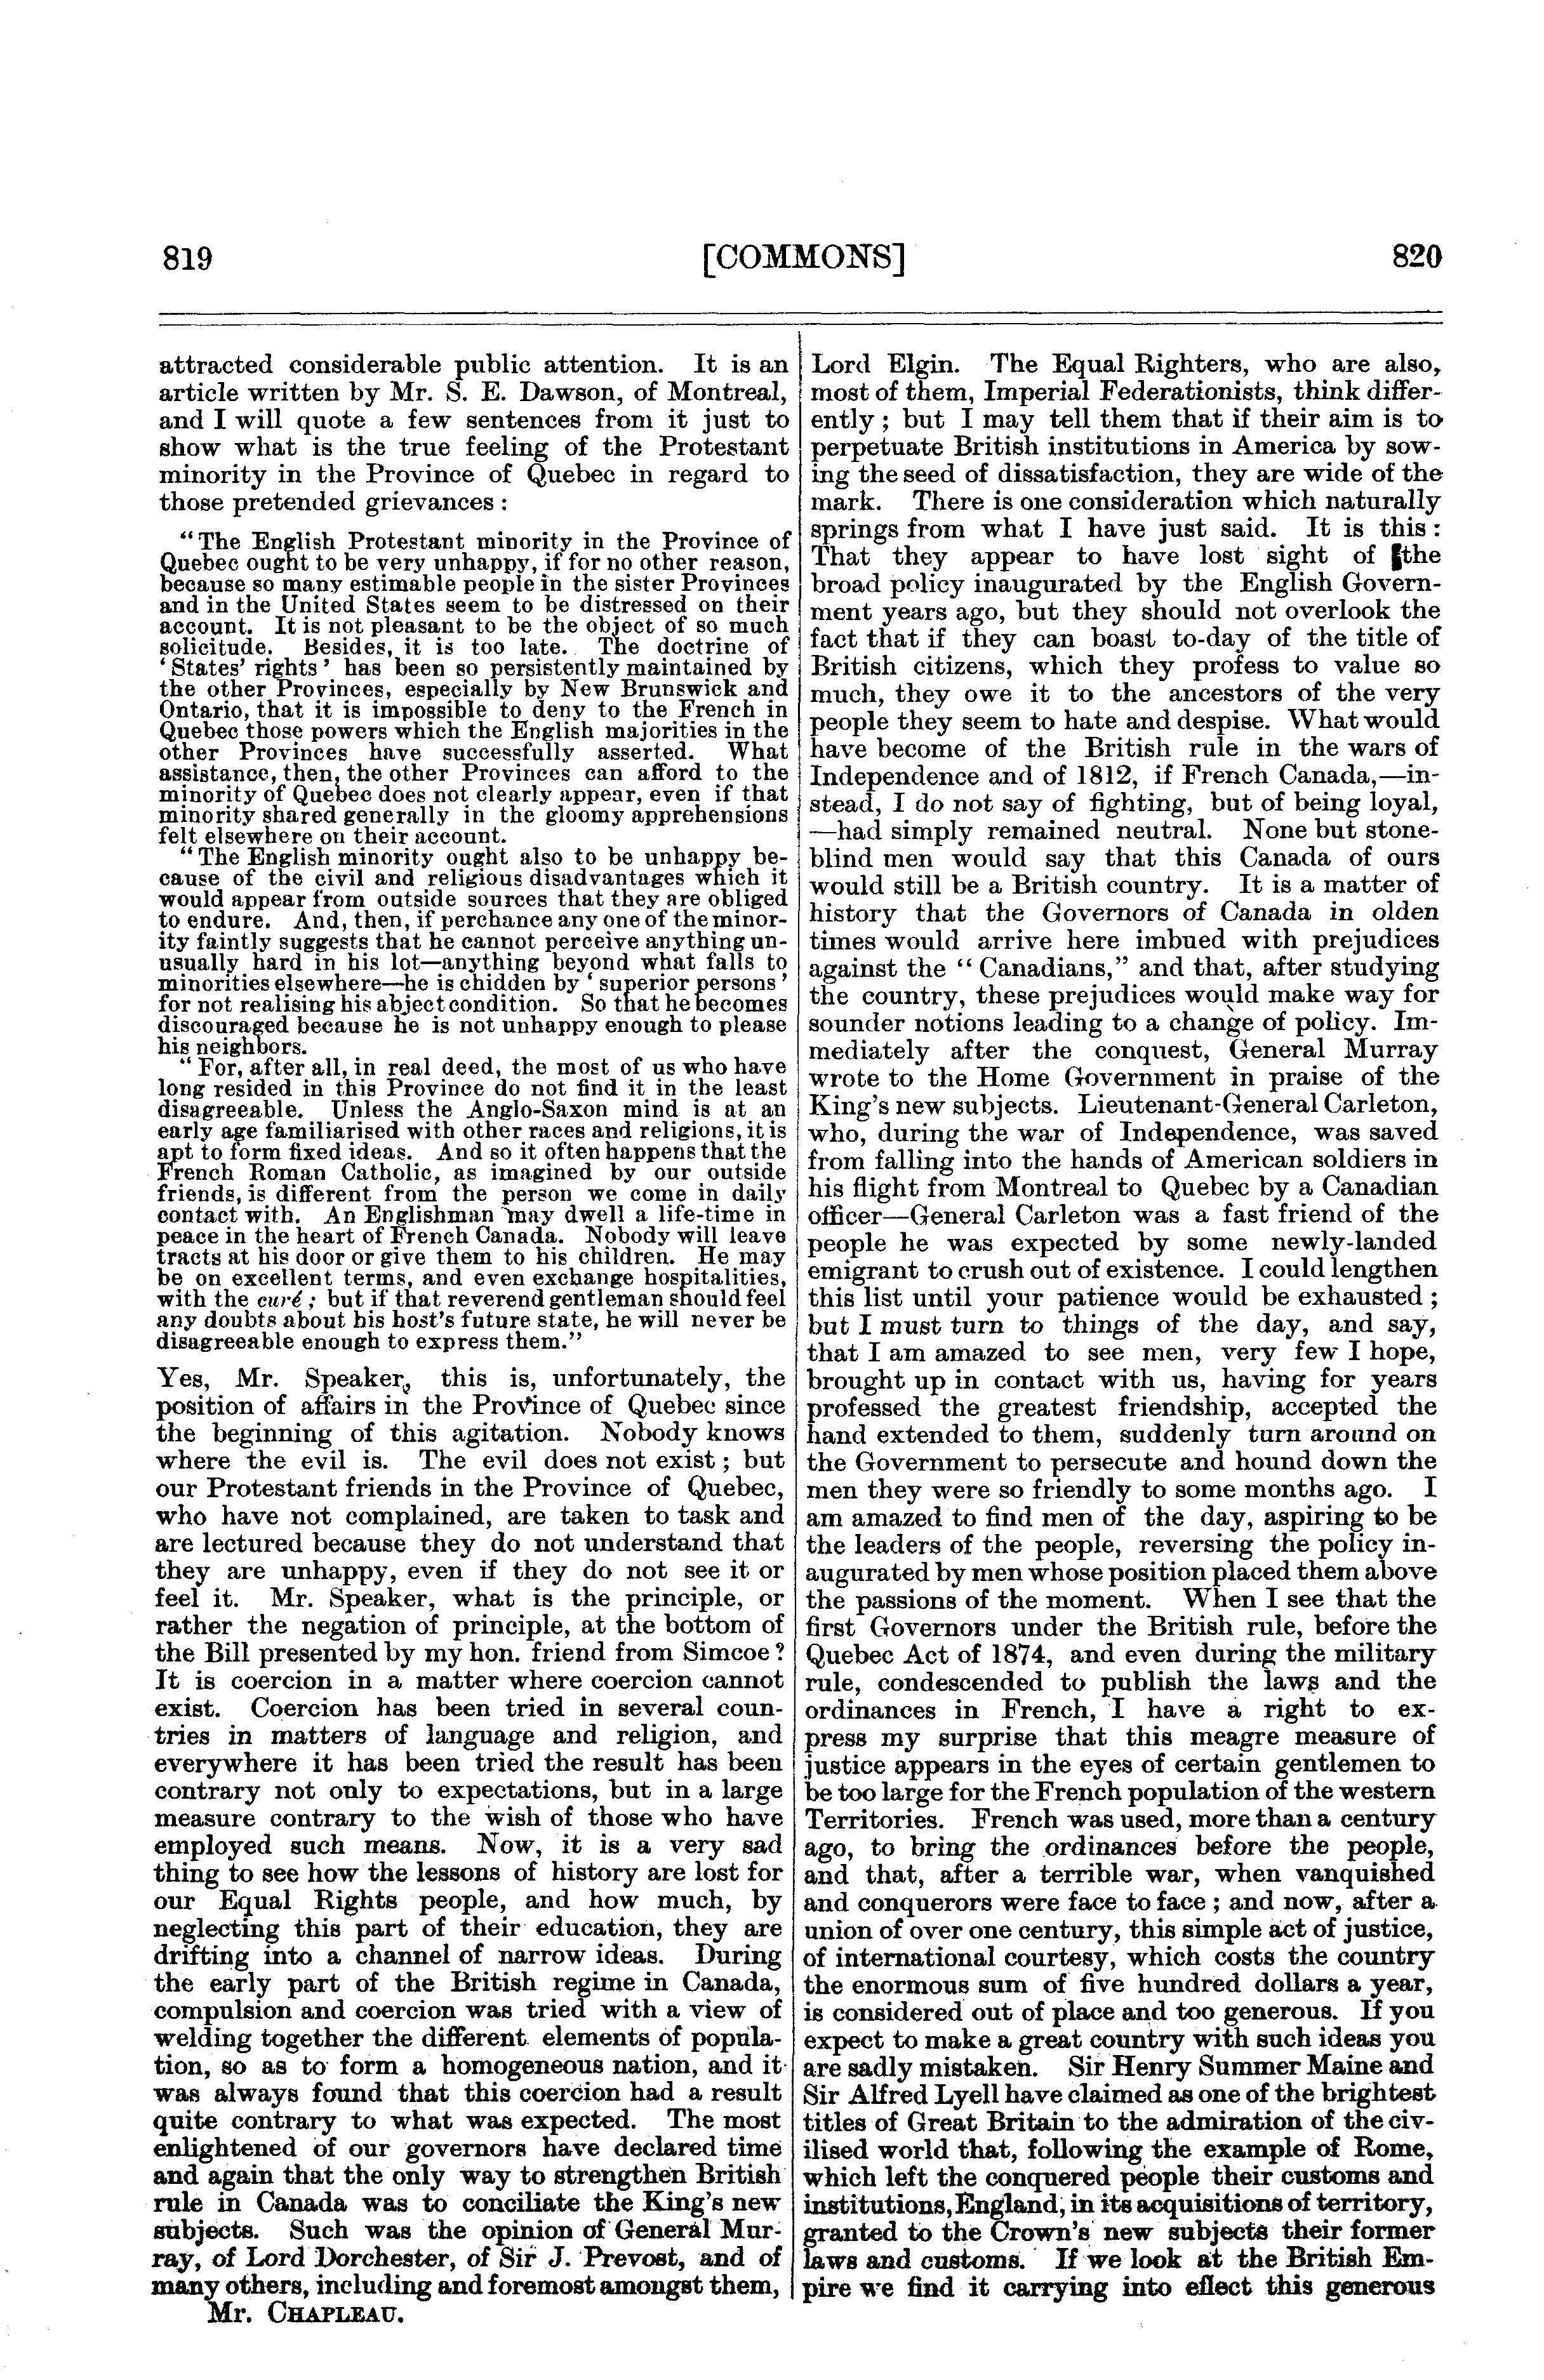 819
[COMMONS]
820
attracted considerable public attention. It is an
article written by Mr. S. E. Dawson, of Montreal,
and I will quote a few sentences from it just to
show what is the true feeling of the Protestant
minority in the Province of Quebec in regard to
those pretended grievances :
"The English Protestant minority in the Province of
Quebec ought to be very unhappy, if for no other reason,
because so many estimable people in the sister Provinces
and in the United States seem to be distressed on their
account. It is not pleasant to be the object of so much
solicitude. Besides, it is too late. The doctrine of
'States' rights' has been so persistently maintained by
the other Provinces, especially by New Brunswick and
Ontario, that it is impossible to deny to the French in
Quebec those powers which the English majorities in the
other Provinces have successfully asserted. What
assistance, then, the other Provinces can afford to the
minority of Quebec does not clearly appear, even if that
minority shared generally in the gloomy apprehensions
felt elsewhere on their account.
"The English minority ought also to be unhappy be-
cause of the civil and religious disadvantages which it
would appear from outside sources that they are obliged
to endure. And, then, if perchance any one of the minor-
ity faintly suggests that he cannot perceive anything un-
usually hard in his lot—anything beyond what falls to
minorities elsewhere—he is chidden by 'superior persons'
for not realising his abject condition. So that he becomes
discouraged because he is not unhappy enough to please
his neighbors.
"For, after all, in real deed, the most of us who have
long resided in this Province do not find it in the least
disagreeable. Unless the Anglo-Saxon mind is at an
early age familiarised with other races and religions, it is
apt to form fixed ideas. And so it often happens that the
French Roman Catholic, as imagined by our outside
friends, is different from the person we come in daily
contact with. An Englishman may dwell a life-time in
peace in the heart of French Canada. Nobody will leave
tracts at his door or give them to his children. He may
be on excellent terms, and even exchange hospitalities,
with the curé ; but if that reverend gentleman should feel
any doubts about his host's future state, he will never be
disagreeable enough to express them."
Yes, Mr. Speaker, this is, unfortunately, the
position of affairs in the Province of Quebec since
the beginning of this agitation. Nobody knows
where the evil is. The evil does not exist ; but
our Protestant friends in the Province of Quebec,
who have not complained, are taken to task and
are lectured because they do not understand that
they are unhappy, even if they do not see it or
feel it. Mr. Speaker, what is the principle, or
rather the negation of principle, at the bottom of
the Bill presented by my hon. friend from Simcoe?
It is coercion in a matter where coercion cannot
exist. Coercion has been tried in several coun-
tries in matters of language and religion, and
everywhere it has been tried the result has been
contrary not only to expectations, but in a large
measure contrary to the wish of those who have
employed such means. Now, it is a very sad
thing to see how the lessons of history are lost for
our Equal Rights people, and how much, by
neglecting this part of their education, they are
drifting into a channel of narrow ideas. During
the early part of the British regime in Canada,
compulsion and coercion was tried with a view of
welding together the different elements of popula-
tion, so as to form a homogeneous nation, and it
was always found that this coercion had a result
quite contrary to what was expected. The most
enlightened of our governors have declared time
and again that the only way to strengthen British
rule in Canada was to conciliate the King's new
subjects. Such was the opinion of General Mur-
ray, of Lord Dorchester, of Sir J. Prevost, and of
many others, including and foremost amongst them,
Mr. CHAPLEAU.
Lord Elgin. The Equal Righters, who are also,
most of them, Imperial Federationists, think differ-
ently ; but I may tell them that if their aim is to
perpetuate British institutions in America by sow-
ing the seed of dissatisfaction, they are wide of the
mark. There is one consideration which naturally
springs from what I have just said. It is this :
That they appear to have lost sight of the
broad policy inaugurated by the English Govern-
ment years ago, but they should not overlook the
fact that if they can boast to-day of the title of
British citizens, which they profess to value so
much, they owe it to the ancestors of the very
people they seem to hate and despise. What would
have become of the British rule in the wars of
Independence and of 1812, if French Canada,—in-
stead, I do not say of fighting, but of being loyal,
—had simply remained neutral. None but stone-
blind men would say that this Canada of ours
would still be a British country. It is a matter of
history that the Governors of Canada in olden
times would arrive here imbued with prejudices
against the "Canadians," and that, after studying
the country, these prejudices would make way for
sounder notions leading to a change of policy. Im-
mediately after the conquest, General Murray
wrote to the Home Government in praise of the
King's new subjects. Lieutenant-General Carleton,
who, during the war of Independence, was saved
from falling into the hands of American soldiers in
his flight from Montreal to Quebec by a Canadian
officer—General Carleton was a fast friend of the
people he was expected by some newly-landed
emigrant to crush out of existence. I could lengthen
this list until your patience would be exhausted ;
but I must turn to things of the day, and say,
that I am amazed to see men, very few I hope,
brought up in contact with us, having for years
professed the greatest friendship, accepted the
hand extended to them, suddenly turn around on
the Government to persecute and hound down the
men they were so friendly to some months ago. I
am amazed to find men of the day, aspiring to be
the leaders of the people, reversing the policy in-
augurated by men whose position placed them above
the passions of the moment. When I see that the
first Governors under the British rule, before the
Quebec Act of 1874, and even during the military
rule, condescended to publish the laws and the
ordinances in French, I have a right to ex-
press my surprise that this meagre measure of
justice appears in the eyes of certain gentlemen to
be too large for the French population of the western
Territories. French was used, more than a century
ago, to bring the ordinances before the people,
and that, after a terrible war, when vanquished
and conquerors were face to face ; and now, after a
union of over one century, this simple act of justice,
of international courtesy, which costs the country
the enormous sum of five hundred dollars a year,
is considered out of place and too generous. If you
expect to make a great country with such ideas you
are sadly mistaken. Sir Henry Summer Maine and
Sir Alfred Lyell have claimed as one of the brightest
titles of Great Britain to the admiration of the civ-
ilised world that, following the example of Rome,
which left the conquered people their customs and
institutions, England, in its acquisitions of territory,
granted to the Crown's new subjects their former
laws and customs. If we look at the British Em-
pire we find it carrying into effect this generous